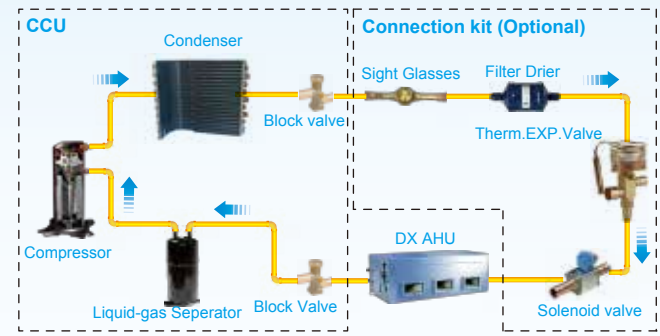 CCU
Connection kit (Optional)
Condenser
Sight Glasses
Filter Drier
Block valve
Therm.EXP.Valve
Compressor
DX AHU
Liquid-gas Seperator
Block Valve
Solenoid valve